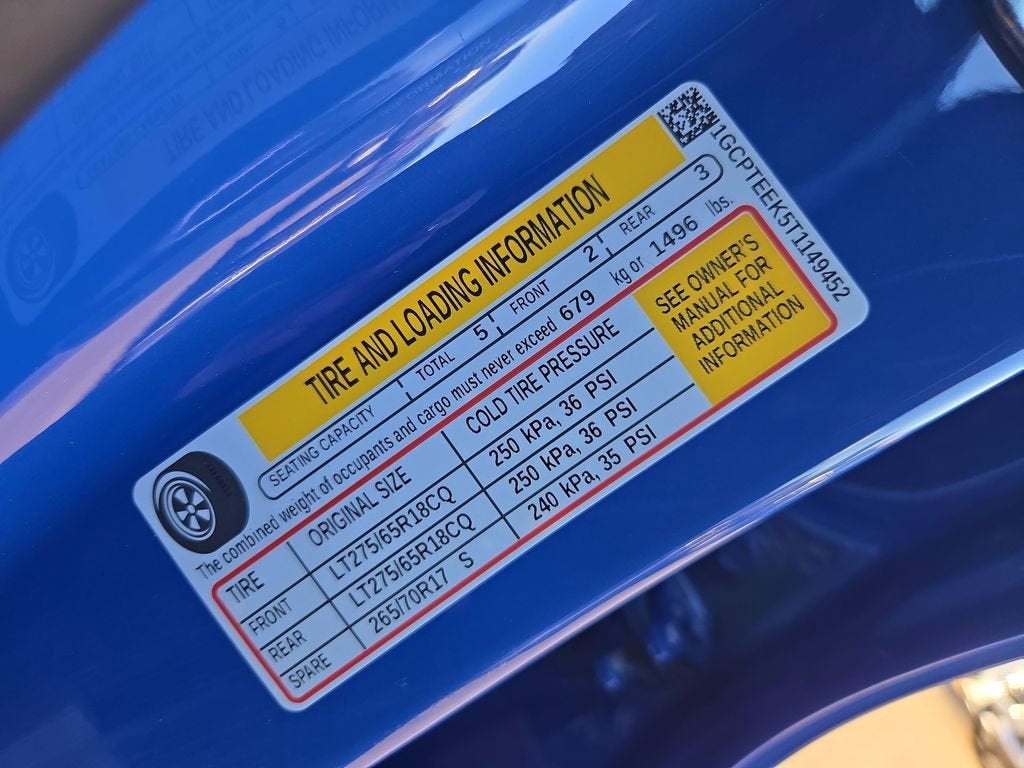 TIRE AND LOADING INFORMATION
SEATING CAPACITY TOTAL 5 FRONT 2 REAR 3
The combined weight of occupants and cargo must never exceed 679 kg or 1496 lbs.
TIRE ORIGINAL SIZE COLD TIRE PRESSURE
FRONT LT275/65R18CQ 250 kPa, 36 PSI
REAR LT275/65R18CQ 250 kPa, 36 PSI
SPARE 265/70R17 S 240 kPa, 35 PSI
SEE OWNER'S
MANUAL FOR
ADDITIONAL
INFORMATION
1GCPTEEK5T1149452